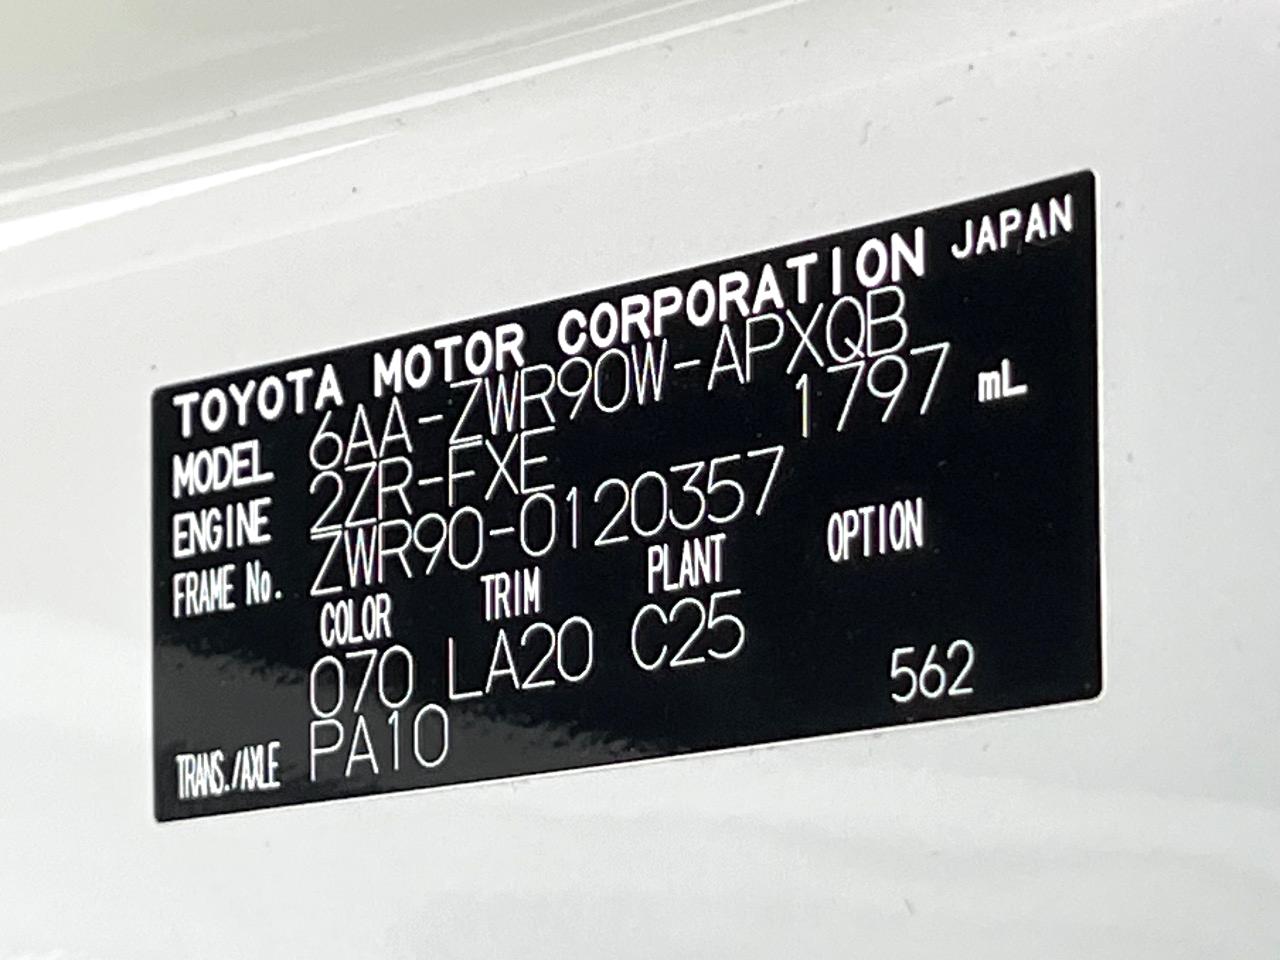 TOYOTA MOTOR CORPORATION JAPAN
MODEL 6AA-ZWR90W-APXQB
ENGINE 2ZR-FXE 1797 mL
FRAME No. ZWR90-0120357
COLOR TRIM PLANT OPTION
070 LA20 C25
TRANS./AXLE PA10 562